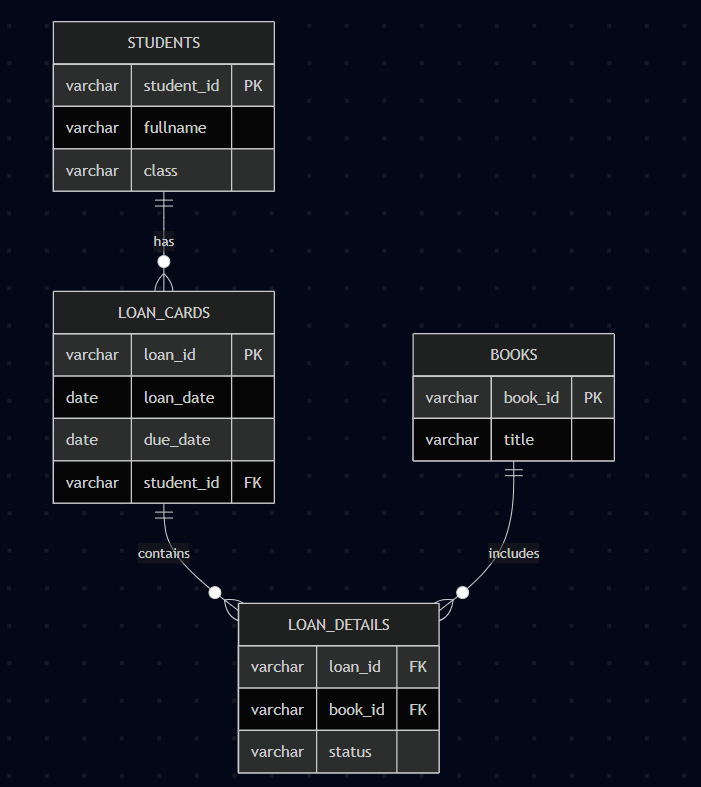 STUDENTS
varchar student_id PK
varchar fullname
varchar class
has
LOAN_CARDS
varchar loan_id PK
date loan_date
date due_date
varchar student_id FK
BOOKS
varchar book_id PK
varchar title
contains
includes
LOAN_DETAILS
varchar loan_id FK
varchar book_id FK
varchar status